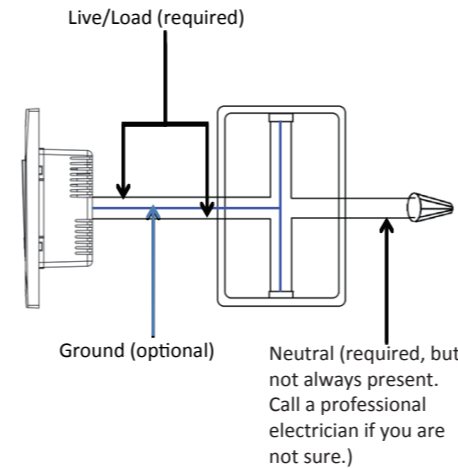 Live/Load (required)
Ground (optional)
Neutral (required, but
not always present.
Call a professional
electrician if you are
not sure.)